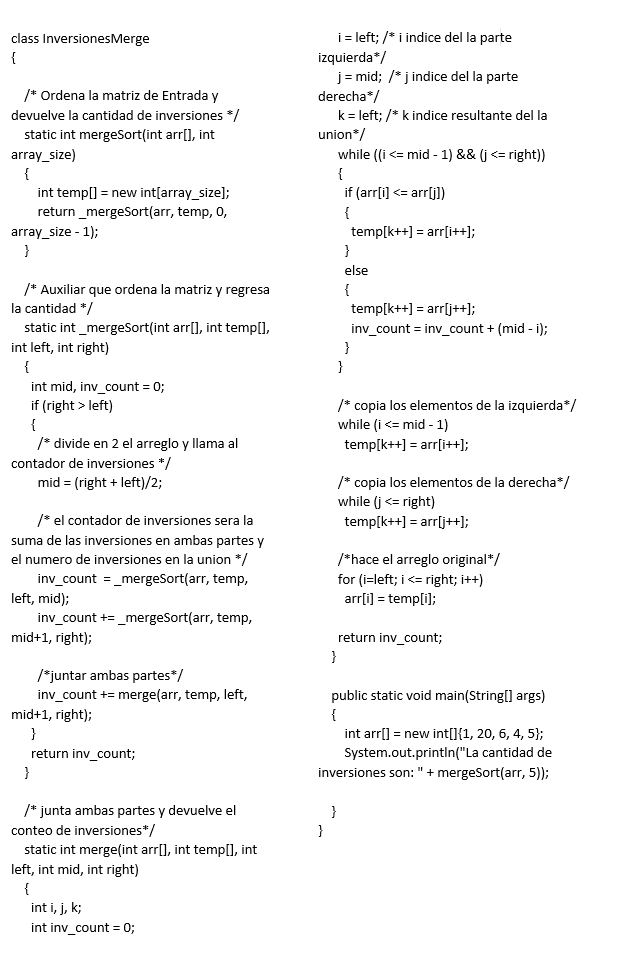 class InversionesMerge
{
/* Ordena la matriz de Entrada y
devuelve la cantidad de inversiones */
static int mergeSort(int arr[], int
array_size)
{
int temp[] = new int[array_size];
return _mergeSort(arr, temp, 0,
array_size - 1);
}
/* Auxiliar que ordena la matriz y regresa
la cantidad */
static int _mergeSort(int arr[], int temp[],
int left, int right)
{
int mid, inv_count = 0;
if (right > left)
{
/* divide en 2 el arreglo y llama al
contador de inversiones */
mid = (right + left)/2;
/* el contador de inversiones sera la
suma de las inversiones en ambas partes y
el numero de inversiones en la union */
inv_count  = _mergeSort(arr, temp,
left, mid);
inv_count += _mergeSort(arr, temp,
mid+1, right);
/*juntar ambas partes*/
inv_count += merge(arr, temp, left,
mid+1, right);
}
return inv_count;
}
/* junta ambas partes y devuelve el
conteo de inversiones*/
static int merge(int arr[], int temp[], int
left, int mid, int right)
{
int i, j, k;
int inv_count = 0;
i = left; /* i indice del la parte
izquierda*/
j = mid;  /* j indice del la parte
derecha*/
k = left; /* k indice resultante del la
union*/
while ((i <= mid - 1) && (j <= right))
{
if (arr[i] <= arr[j])
{
temp[k++] = arr[i++];
}
else
{
temp[k++] = arr[j++];
inv_count = inv_count + (mid - i);
}
}
/* copia los elementos de la izquierda*/
while (i <= mid - 1)
temp[k++] = arr[i++];
/* copia los elementos de la derecha*/
while (j <= right)
temp[k++] = arr[j++];
/*hace el arreglo original*/
for (i=left; i <= right; i++)
arr[i] = temp[i];
return inv_count;
}
public static void main(String[] args)
{
int arr[] = new int[]{1, 20, 6, 4, 5};
System.out.println("La cantidad de
inversiones son: " + mergeSort(arr, 5));
}
}